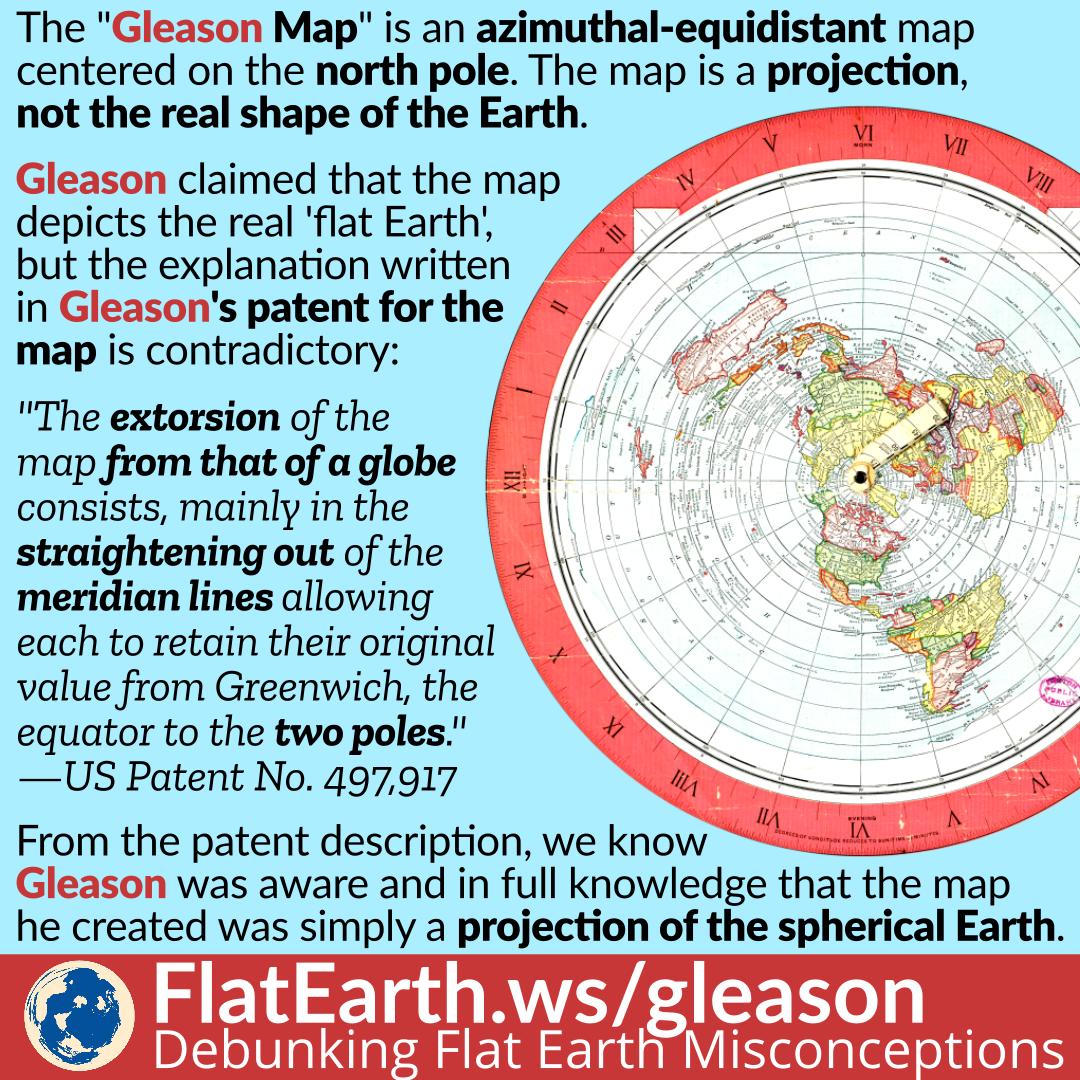 The "Gleason Map" is an azimuthal-equidistant map
centered on the north pole. The map is a projection,
not the real shape of the Earth.
Gleason claimed that the map
depicts the real 'flat Earth',
but the explanation written
in Gleason's patent for the
map is contradictory:
"The extorsion of the
map from that of a globe
consists, mainly in the
straightening out of the
meridian lines allowing
each to retain their original
value from Greenwich, the
equator to the two poles."
—US Patent No. 497,917
From the patent description, we know
Gleason was aware and in full knowledge that the map
he created was simply a projection of the spherical Earth.
VI
MORN
V
VII
IV
VIII
III
II
I
XII
XI
X
IX
VIII
VII
EVENING
VI
V
IV
FlatEarth.ws/gleason
Debunking Flat Earth Misconceptions